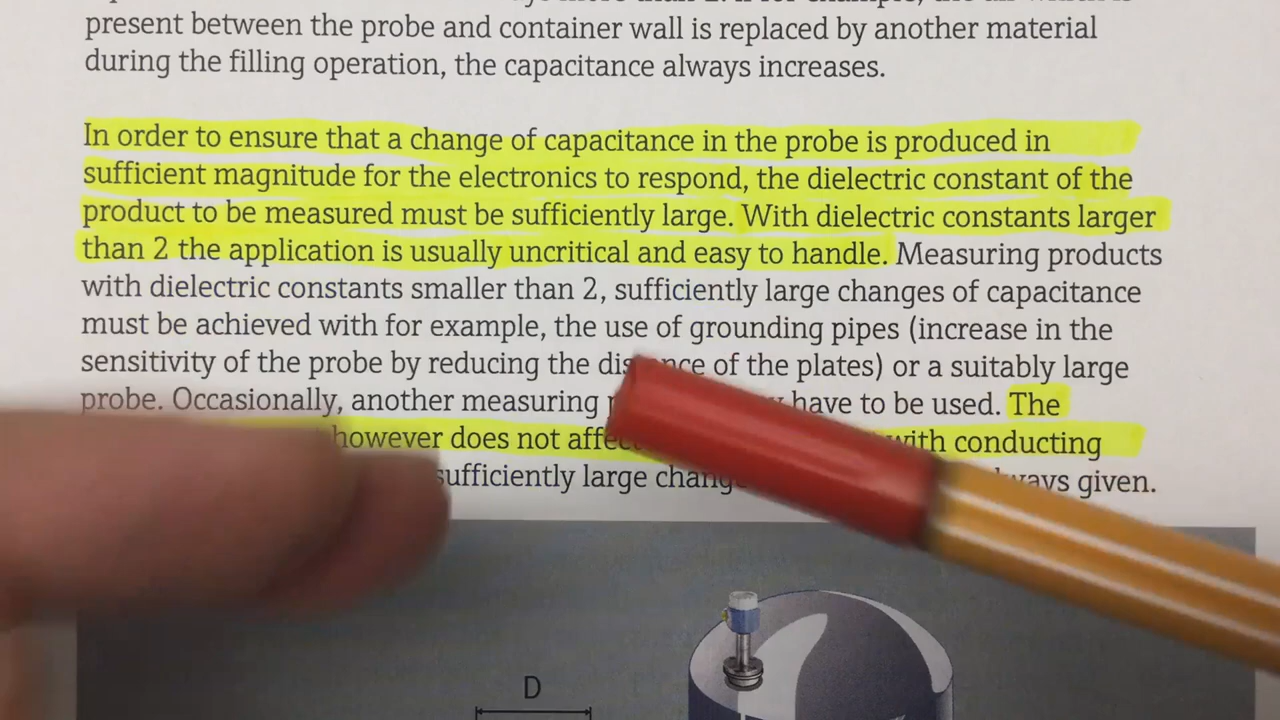 present between the probe and container wall is replaced by another material
during the filling operation, the capacitance always increases.
In order to ensure that a change of capacitance in the probe is produced in
sufficient magnitude for the electronics to respond, the dielectric constant of the
product to be measured must be sufficiently large. With dielectric constants larger
than 2 the application is usually uncritical and easy to handle. Measuring products
with dielectric constants smaller than 2, sufficiently large changes of capacitance
must be achieved with for example, the use of grounding pipes (increase in the
sensitivity of the probe by reducing the distance of the plates) or a suitably large
probe. Occasionally, another measuring have to be used. The
however does not affect with conducting
sufficiently large change always given.
D